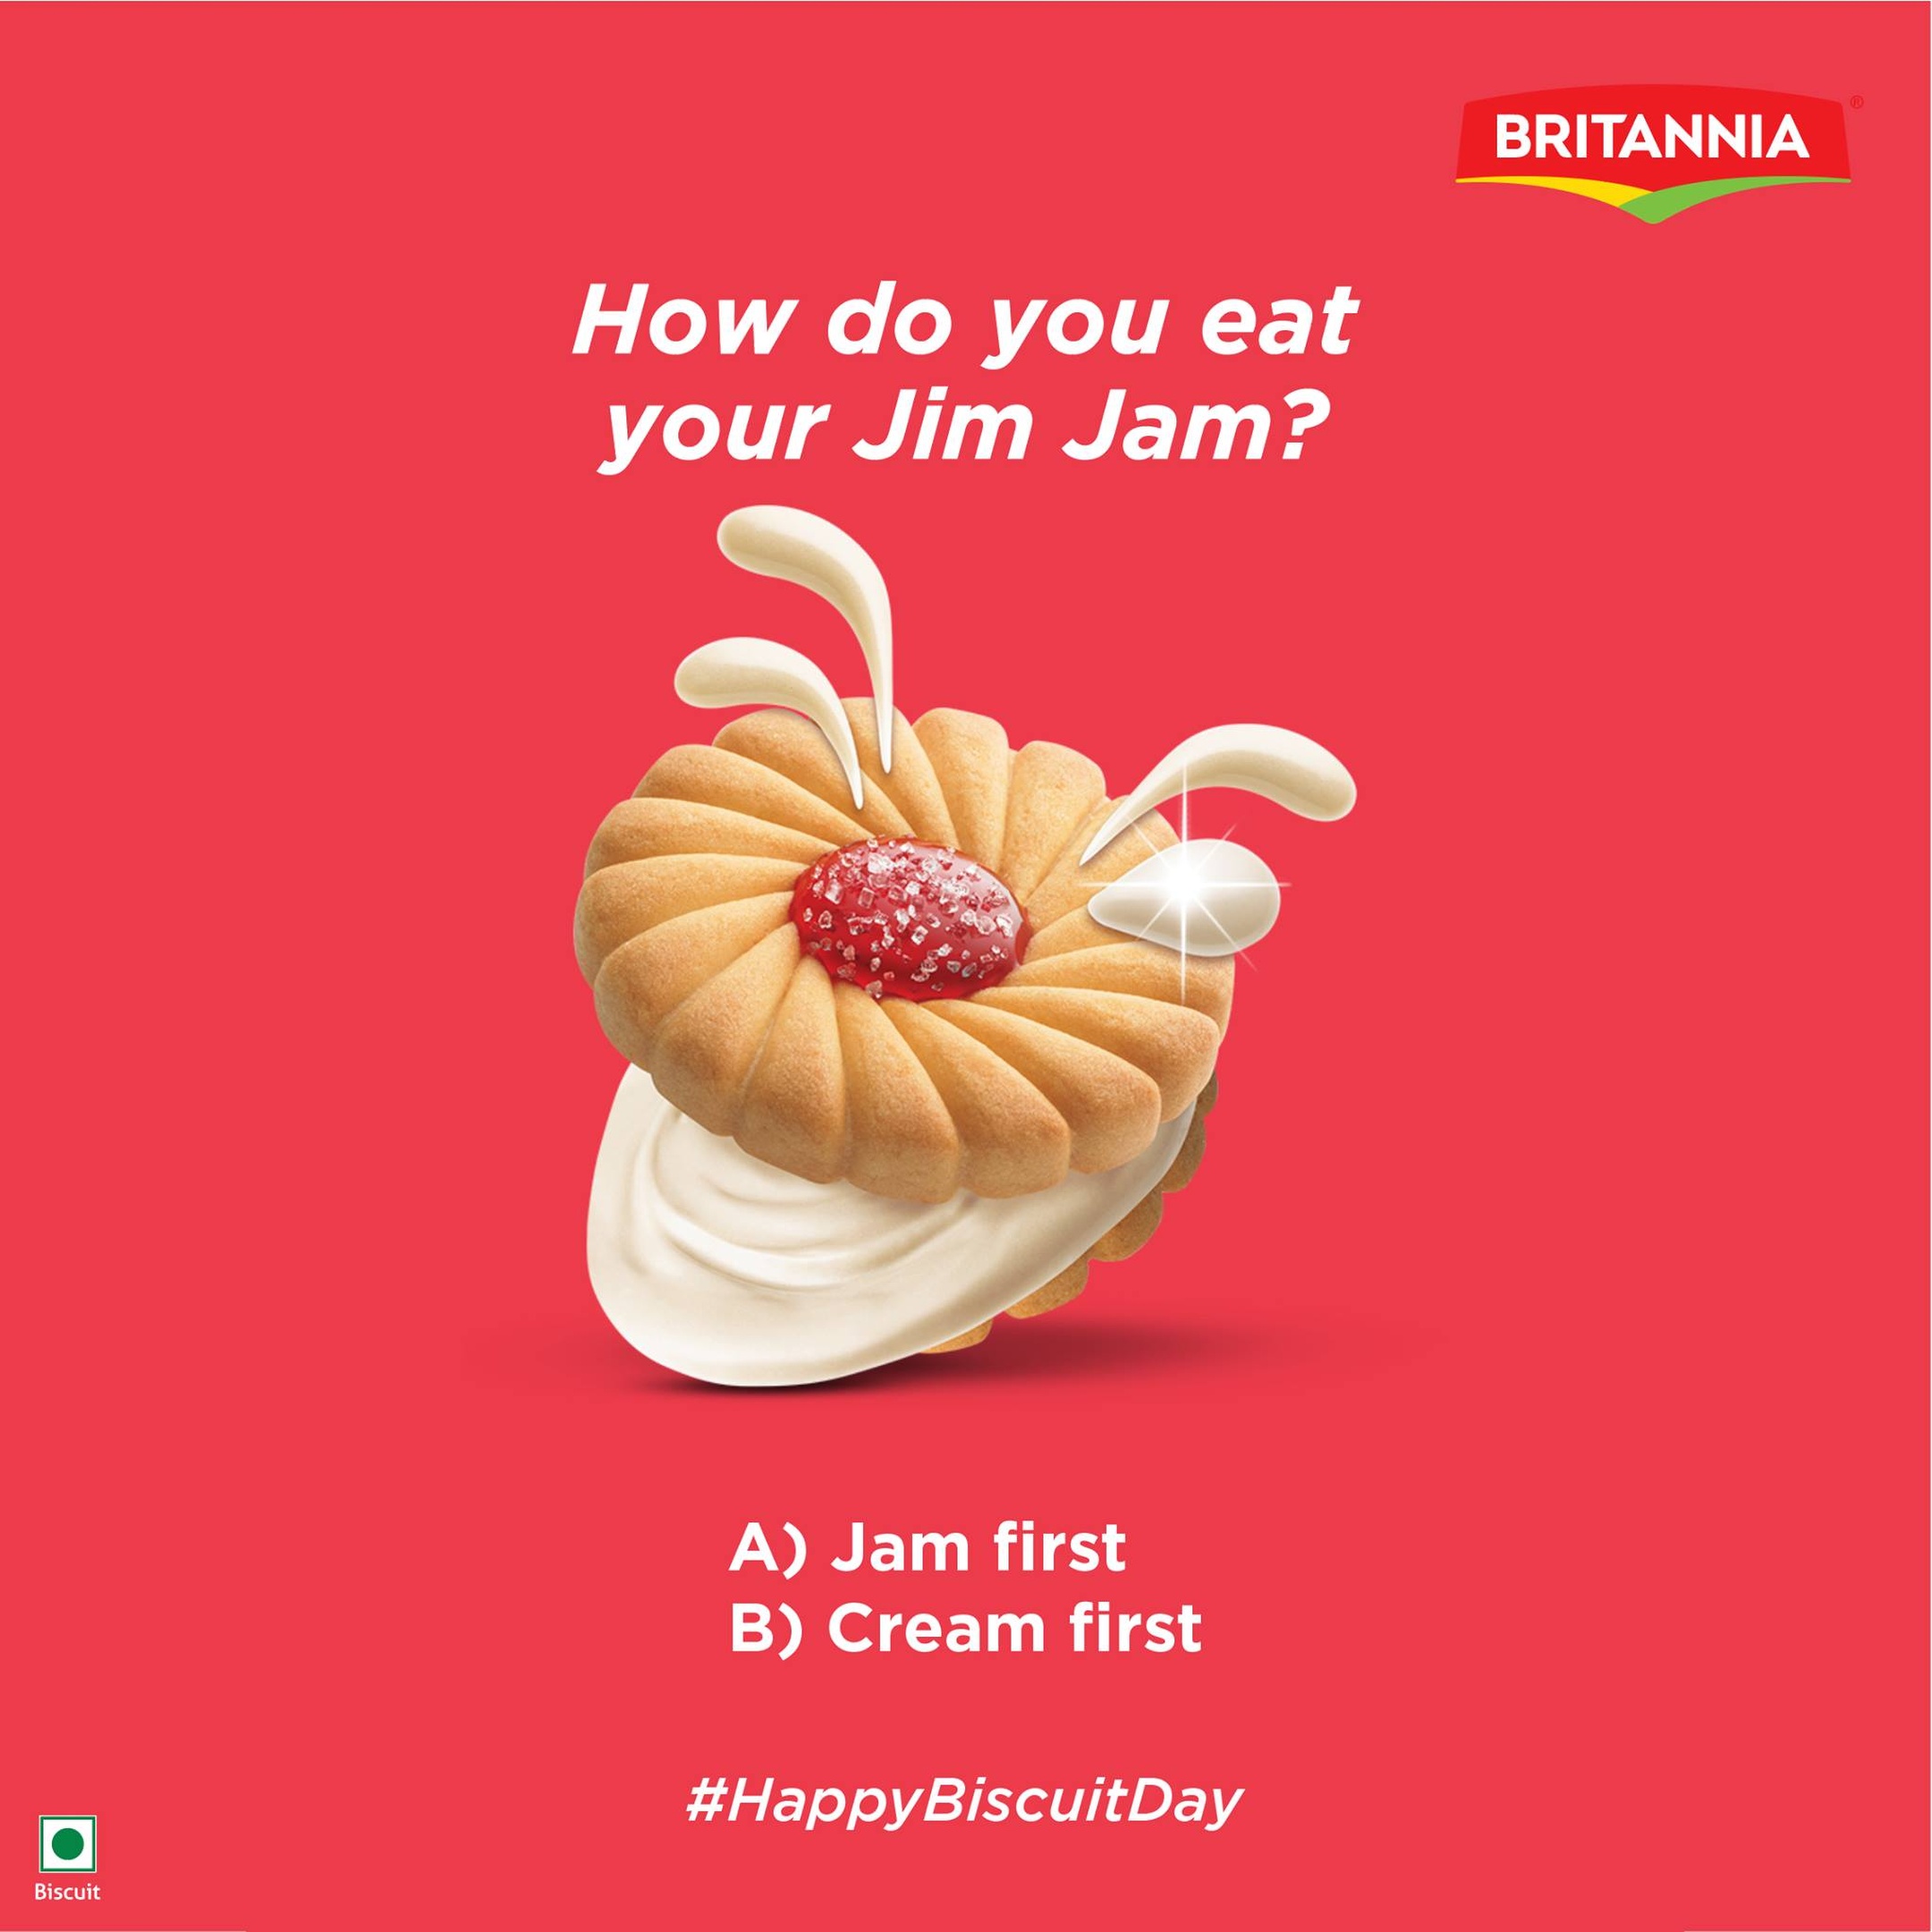 BRITANNIA
®
How do you eat
your Jim Jam?
A) Jam first
B) Cream first
#HappyBiscuitDay
Biscuit